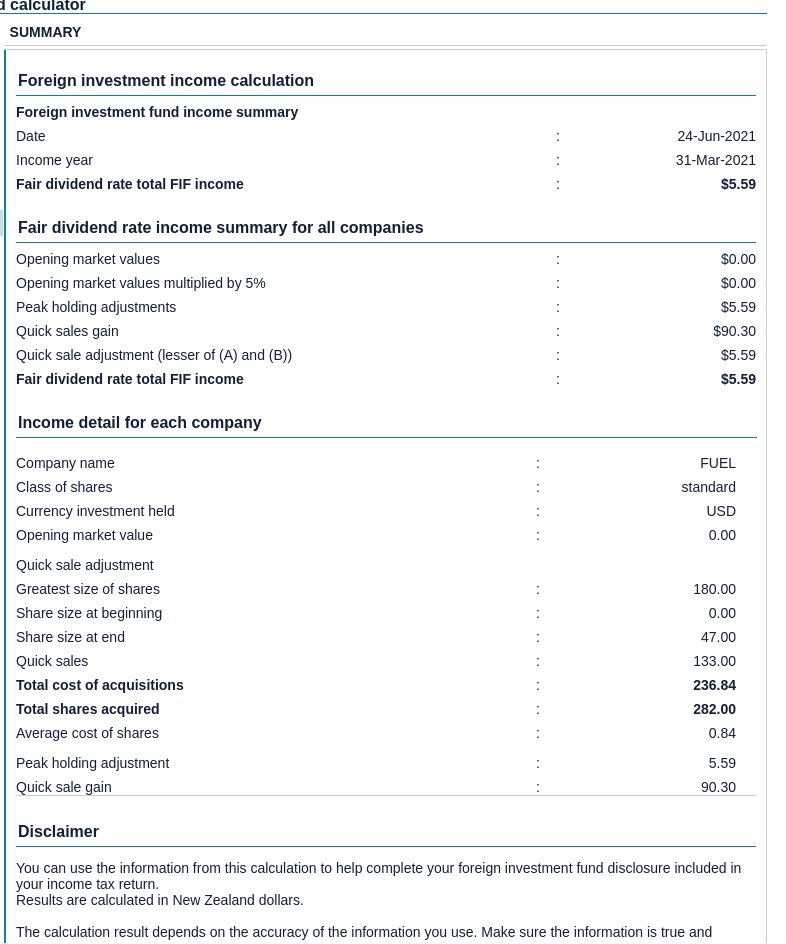 d calculator
SUMMARY
Foreign investment income calculation
Foreign investment fund income summary
Date : 24-Jun-2021
Income year : 31-Mar-2021
Fair dividend rate total FIF income : $5.59
Fair dividend rate income summary for all companies
Opening market values : $0.00
Opening market values multiplied by 5% : $0.00
Peak holding adjustments : $5.59
Quick sales gain : $90.30
Quick sale adjustment (lesser of (A) and (B)) : $5.59
Fair dividend rate total FIF income : $5.59
Income detail for each company
Company name : FUEL
Class of shares : standard
Currency investment held : USD
Opening market value : 0.00
Quick sale adjustment
Greatest size of shares : 180.00
Share size at beginning : 0.00
Share size at end : 47.00
Quick sales : 133.00
Total cost of acquisitions : 236.84
Total shares acquired : 282.00
Average cost of shares : 0.84
Peak holding adjustment : 5.59
Quick sale gain : 90.30
Disclaimer
You can use the information from this calculation to help complete your foreign investment fund disclosure included in
your income tax return.
Results are calculated in New Zealand dollars.
The calculation result depends on the accuracy of the information you use. Make sure the information is true and